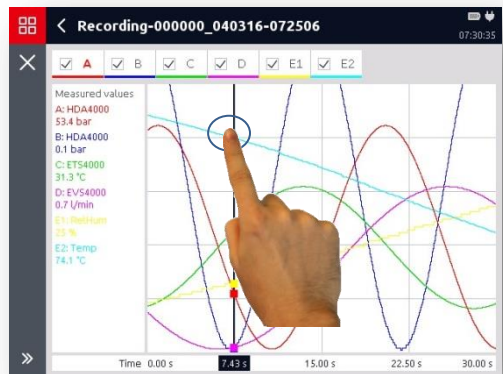 Recording-000000_040316-072506
07:30:35
A B C D E1 E2
Measured values
A: HDA4000
53.4 bar
B: HDA4000
0.1 bar
C: ETS4000
31.3 °C
D: EVS4000
0.7 l/min
E1: RelHum
25 %
E2: Temp
74.1 °C
Time 0.00 s 7.43 s 15.00 s 22.50 s 30.00 s